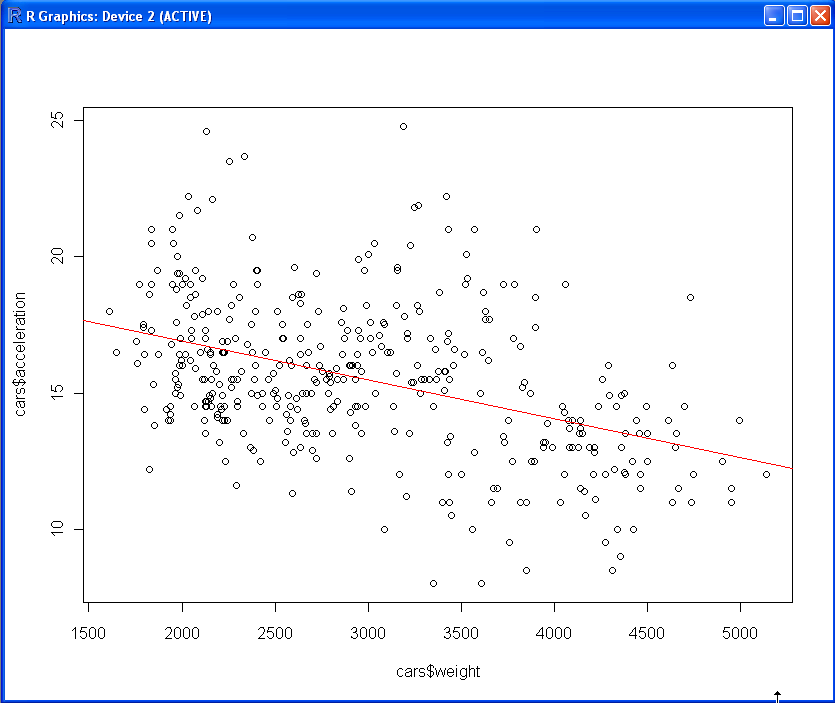 R Graphics: Device 2 (ACTIVE)
25
20
15
10
cars$acceleration
1500 2000 2500 3000 3500 4000 4500 5000
cars$weight